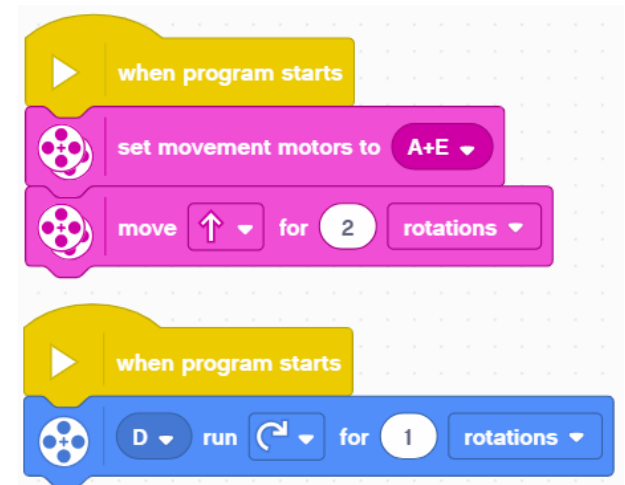 when program starts
set movement motors to A+E
move for 2 rotations
when program starts
D run for 1 rotations